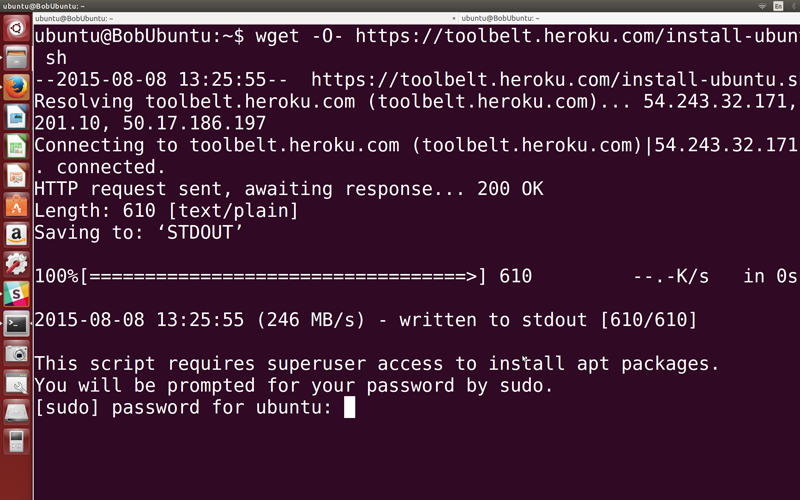 ubuntu@BobUbuntu: ~
En
ubuntu@BobUbuntu: ~
×
ubuntu@BobUbuntu: ~
ubuntu@BobUbuntu:~$ wget -O- https://toolbelt.heroku.com/install-ubun
sh
--2015-08-08 13:25:55--  https://toolbelt.heroku.com/install-ubuntu.s
Resolving toolbelt.heroku.com (toolbelt.heroku.com)... 54.243.32.171,
201.10, 50.17.186.197
Connecting to toolbelt.heroku.com (toolbelt.heroku.com)|54.243.32.171
. connected.
HTTP request sent, awaiting response... 200 OK
Length: 610 [text/plain]
Saving to: ‘STDOUT’
100%[==================================>] 610         --.-K/s   in 0s
2015-08-08 13:25:55 (246 MB/s) - written to stdout [610/610]
This script requires superuser access to install apt packages.
You will be prompted for your password by sudo.
[sudo] password for ubuntu: